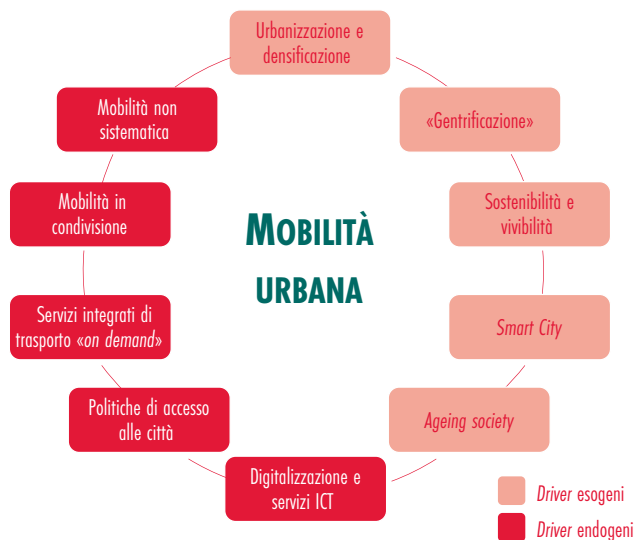 Urbanizzazione e
densificazione
«Gentrificazione»
Sostenibilità e
vivibilità
Smart City
Ageing society
Digitalizzazione e
servizi ICT
Politiche di accesso
alle città
Servizi integrati di
trasporto «on demand»
Mobilità in
condivisione
Mobilità non
sistematica
MOBILITÀ
URBANA
Driver esogeni
Driver endogeni